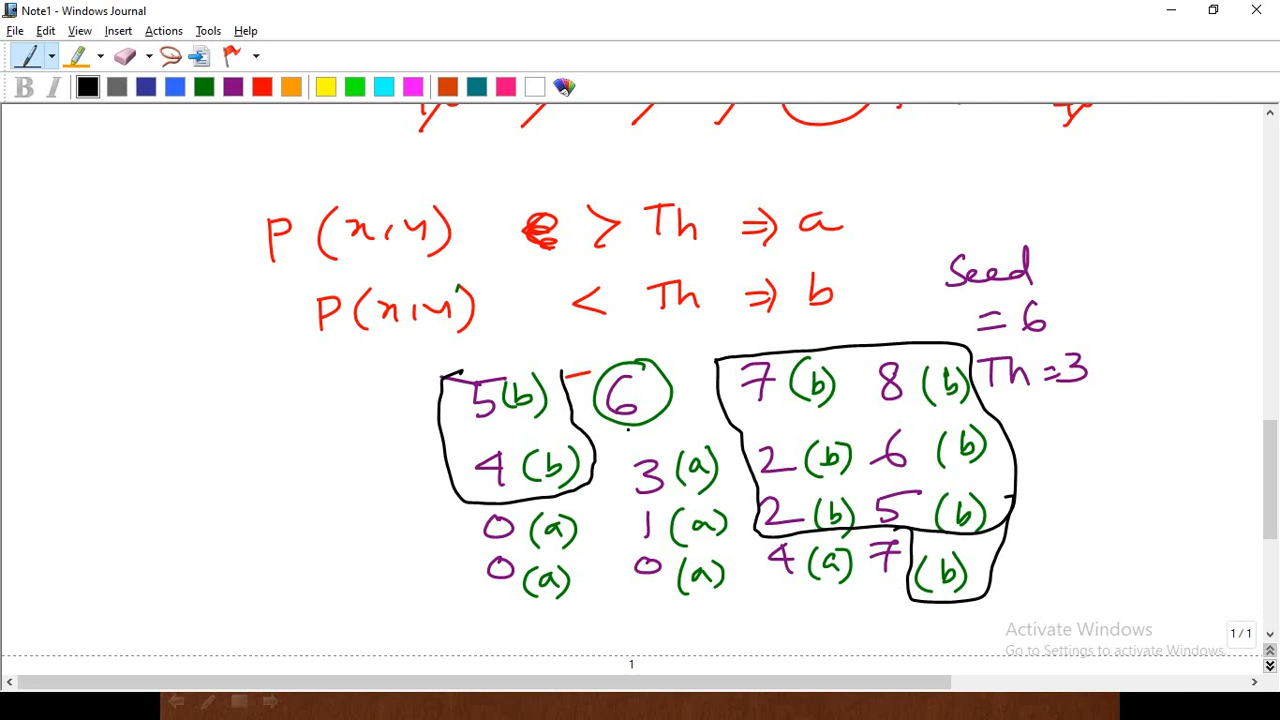 Note1 - Windows Journal
File Edit View Insert Actions Tools Help
B I
P (x,y) > Th ⇒ a
P(x,y) < Th ⇒ b
Seed
= 6
Th = 3
5(b) 6 7(b) 8(b)
4(b) 3(a) 2(b) 6(b)
0(a) 1(a) 2(b) 5(b)
0(a) 0(a) 4(a) 7(b)
Activate Windows
Go to Settings to activate Windows.
1 / 1
1